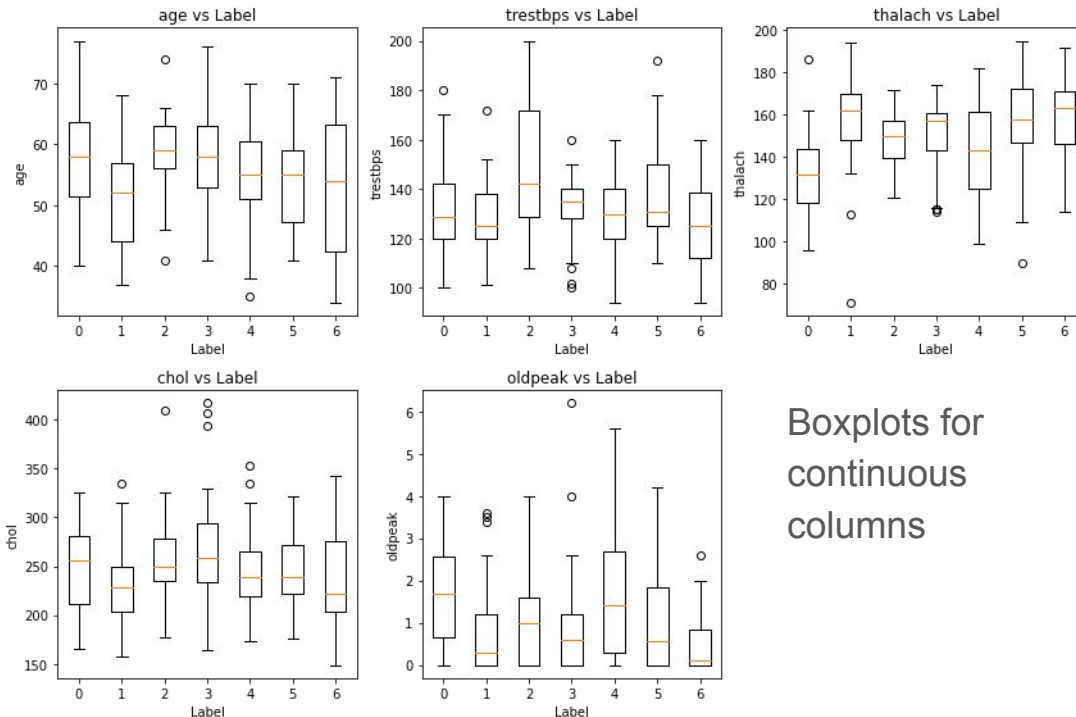 age vs Label
age
70
60
50
40
0 1 2 3 4 5 6
Label
trestbps vs Label
trestbps
200
180
160
140
120
100
0 1 2 3 4 5 6
Label
thalach vs Label
thalach
200
180
160
140
120
100
80
0 1 2 3 4 5 6
Label
chol vs Label
chol
400
350
300
250
200
150
0 1 2 3 4 5 6
Label
oldpeak vs Label
oldpeak
6
5
4
3
2
1
0
0 1 2 3 4 5 6
Label
Boxplots for
continuous
columns